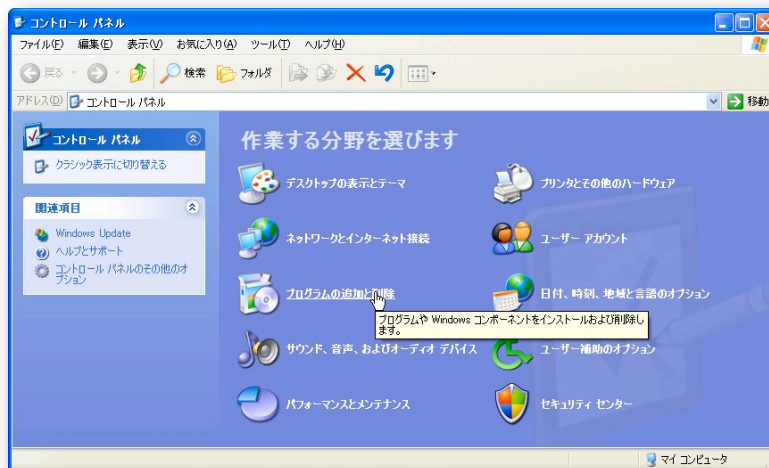 コントロール パネル
ファイル(F) 編集(E) 表示(V) お気に入り(A) ツール(T) ヘルプ(H)
戻る 検索 フォルダ
アドレス(D) コントロール パネル 移動
コントロール パネル
クラシック表示に切り替える
関連項目
Windows Update
ヘルプとサポート
コントロール パネルのその他のオ
プション
作業する分野を選びます
デスクトップの表示とテーマ
プリンタとその他のハードウェア
ネットワークとインターネット接続
ユーザー アカウント
プログラムの追加と削除
日付、時刻、地域と言語のオプション
プログラムや Windows コンポーネントをインストールおよび削除し
ます。
サウンド、音声、およびオーディオ デバイス
ユーザー補助のオプション
パフォーマンスとメンテナンス
セキュリティ センター
マイ コンピュータ